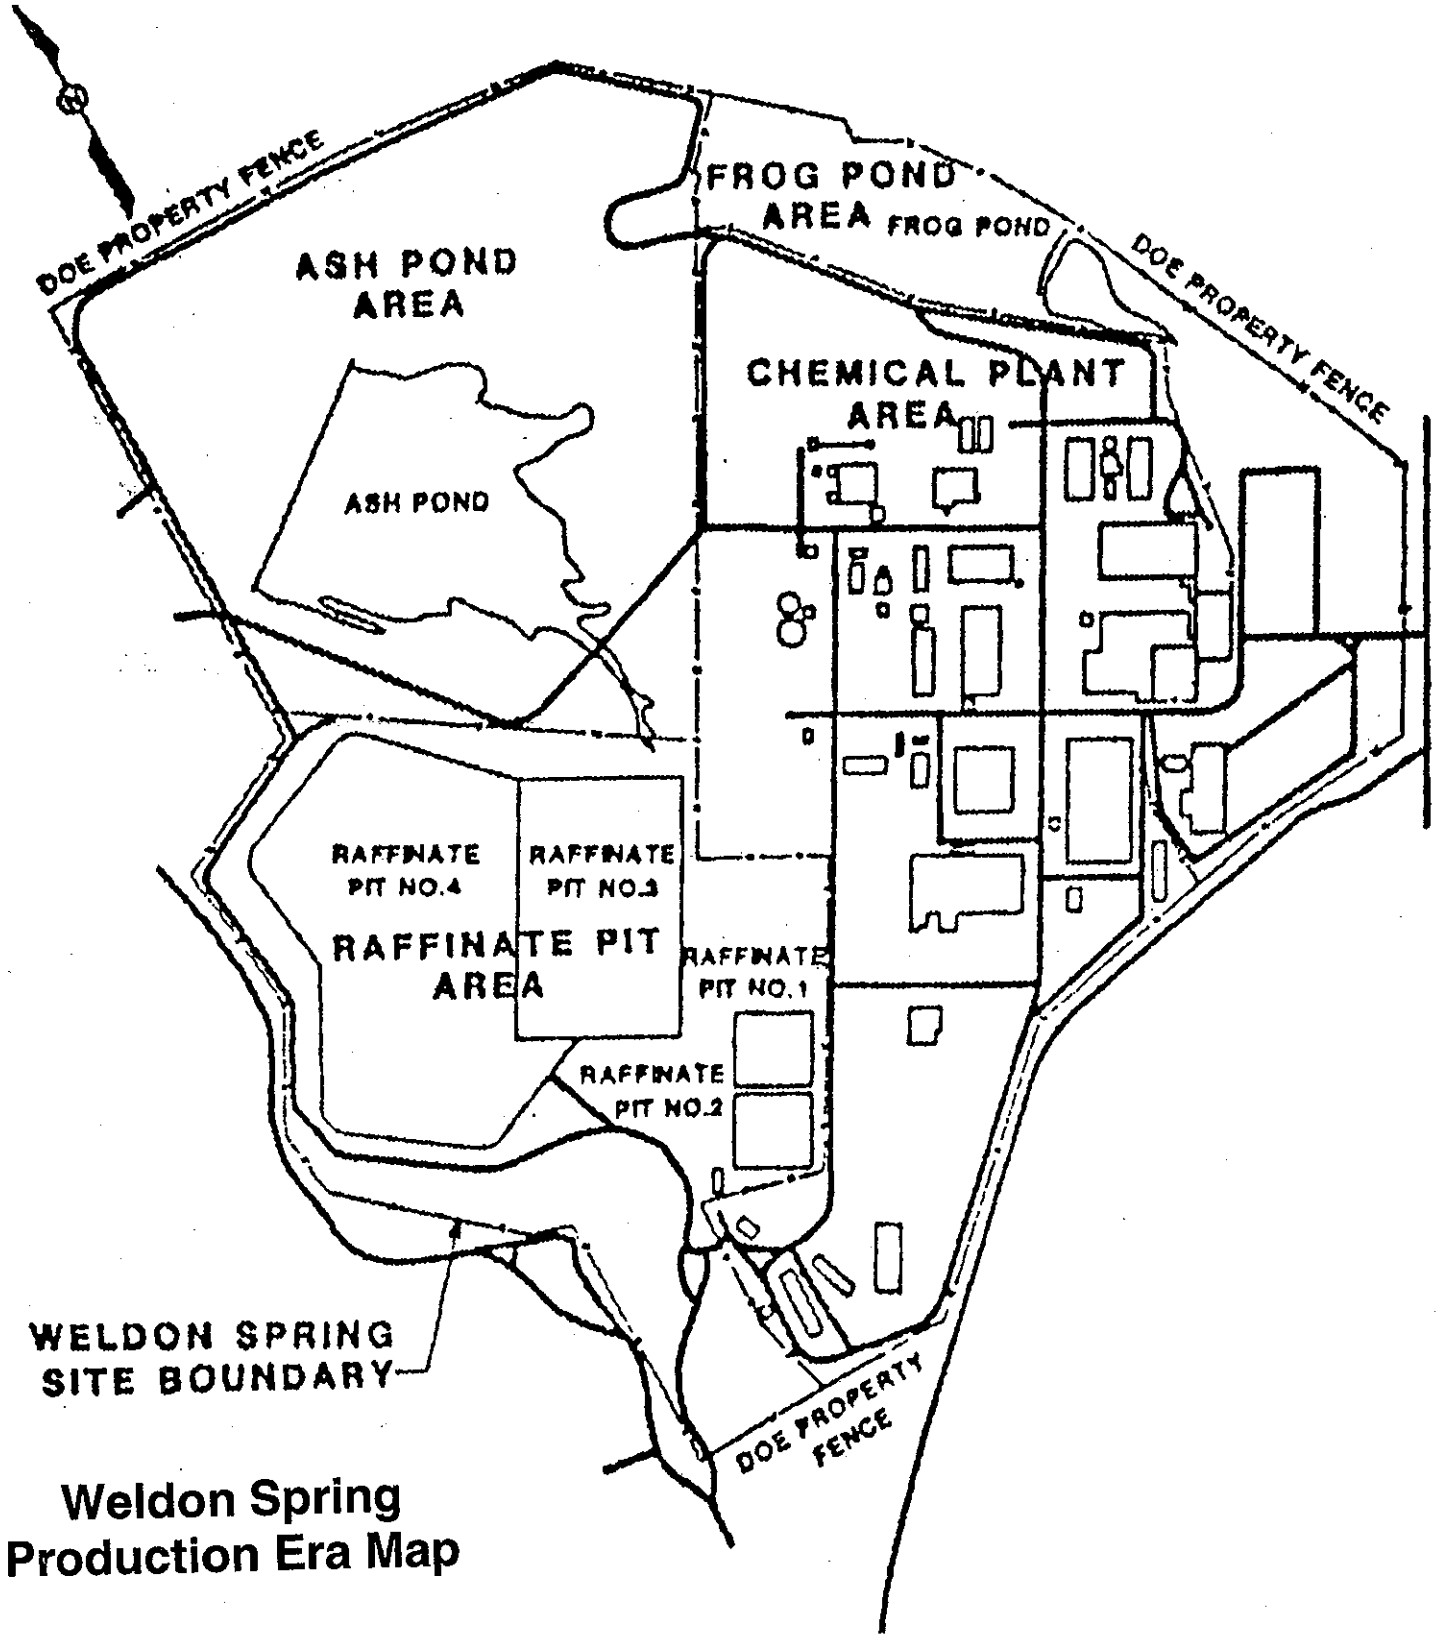 N
DOE PROPERTY FENCE
FROG POND
AREA
FROG POND
DOE PROPERTY FENCE
ASH POND
AREA
CHEMICAL PLANT
AREA
ASH POND
RAFFINATE
PIT NO.4
RAFFINATE
PIT NO.3
RAFFINATE PIT
AREA
RAFFINATE
PIT NO.1
RAFFINATE
PIT NO.2
WELDON SPRING
SITE BOUNDARY
DOE PROPERTY
FENCE
Weldon Spring
Production Era Map